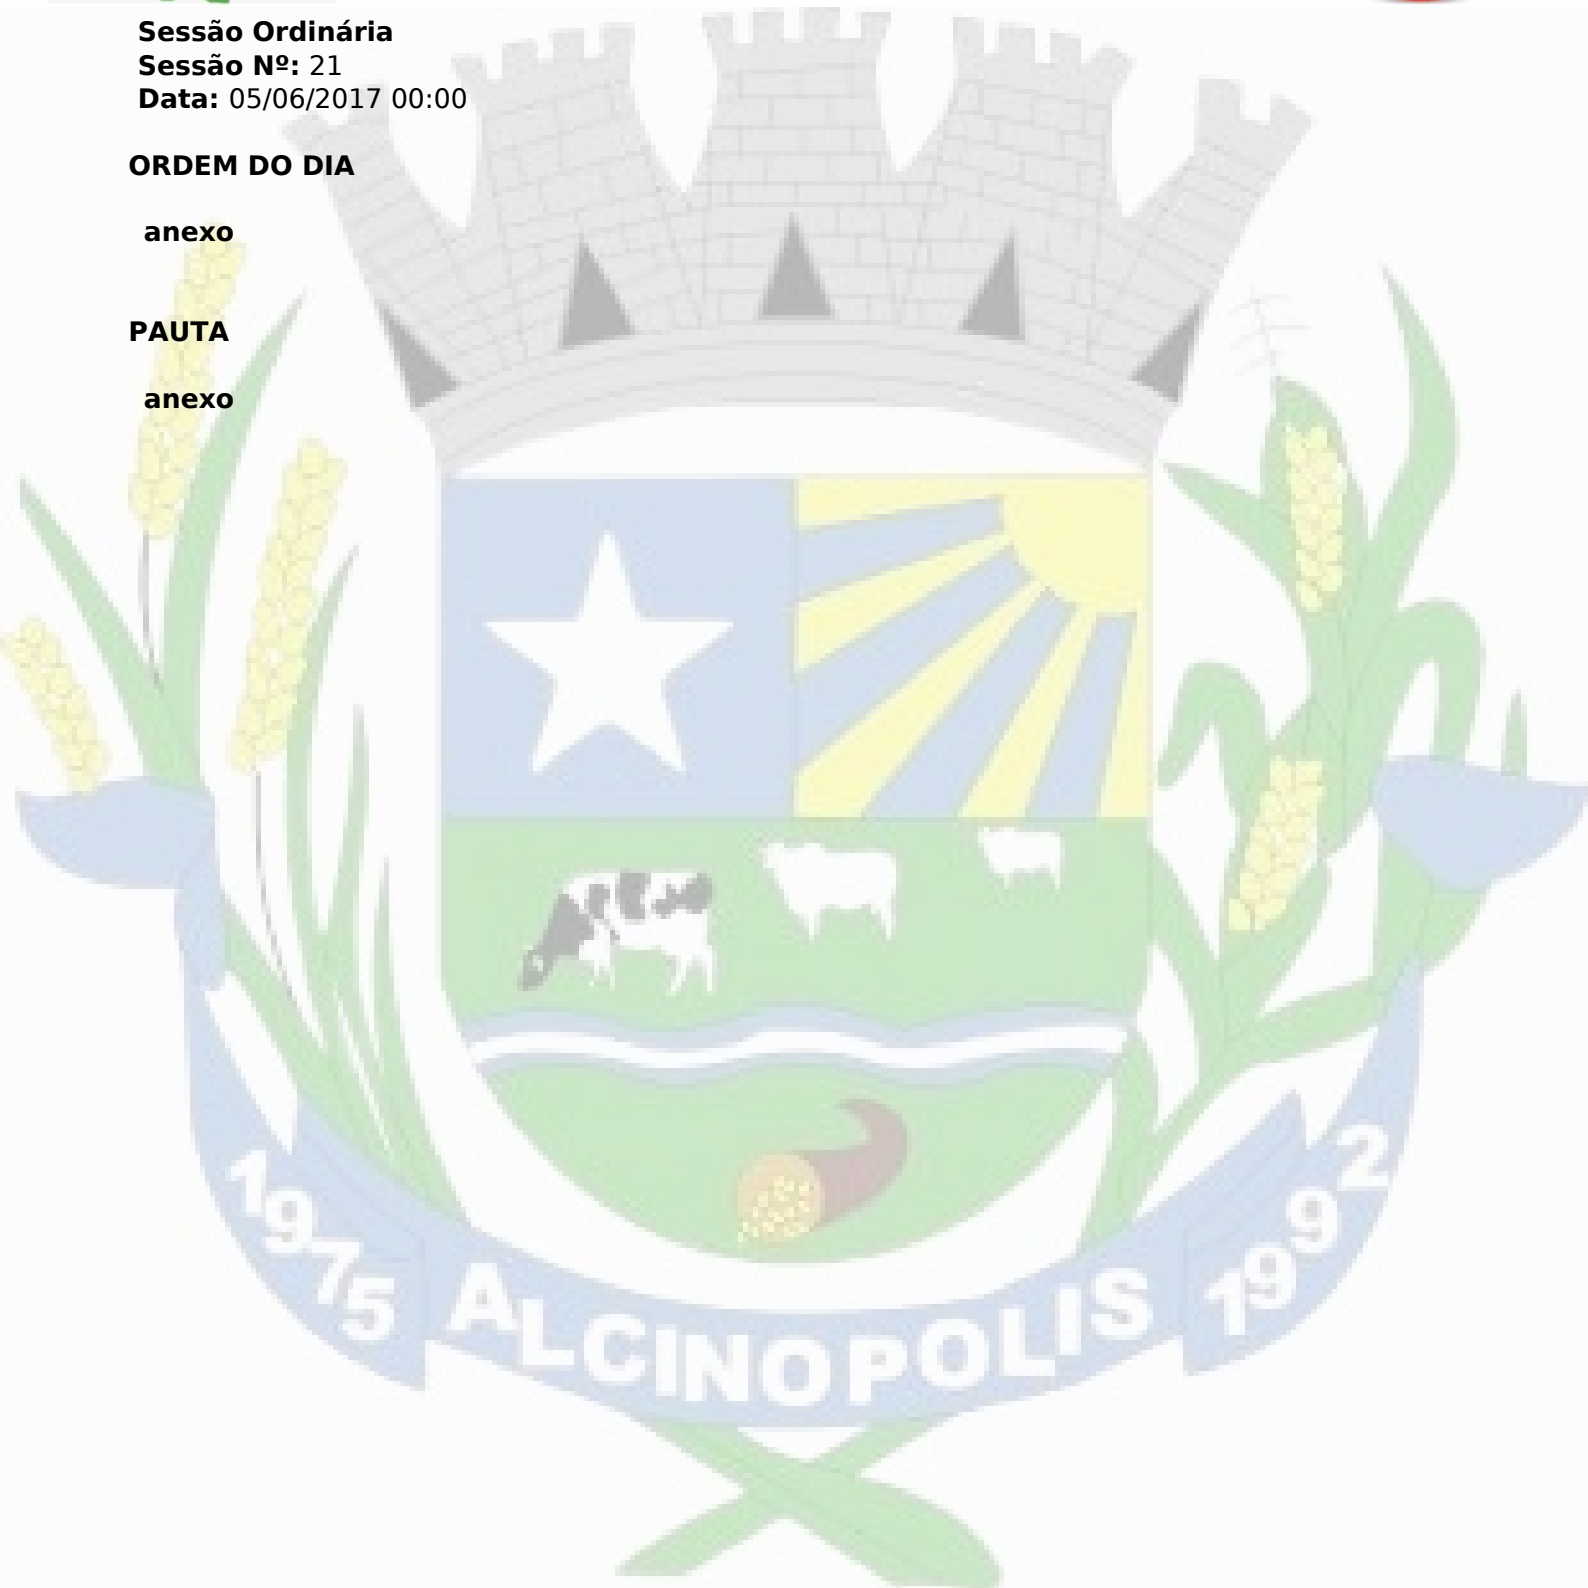 Sessão Ordinária
Sessão Nº: 21
Data: 05/06/2017 00:00
ORDEM DO DIA
anexo
PAUTA
anexo
1975 ALCINOPOLIS 1992